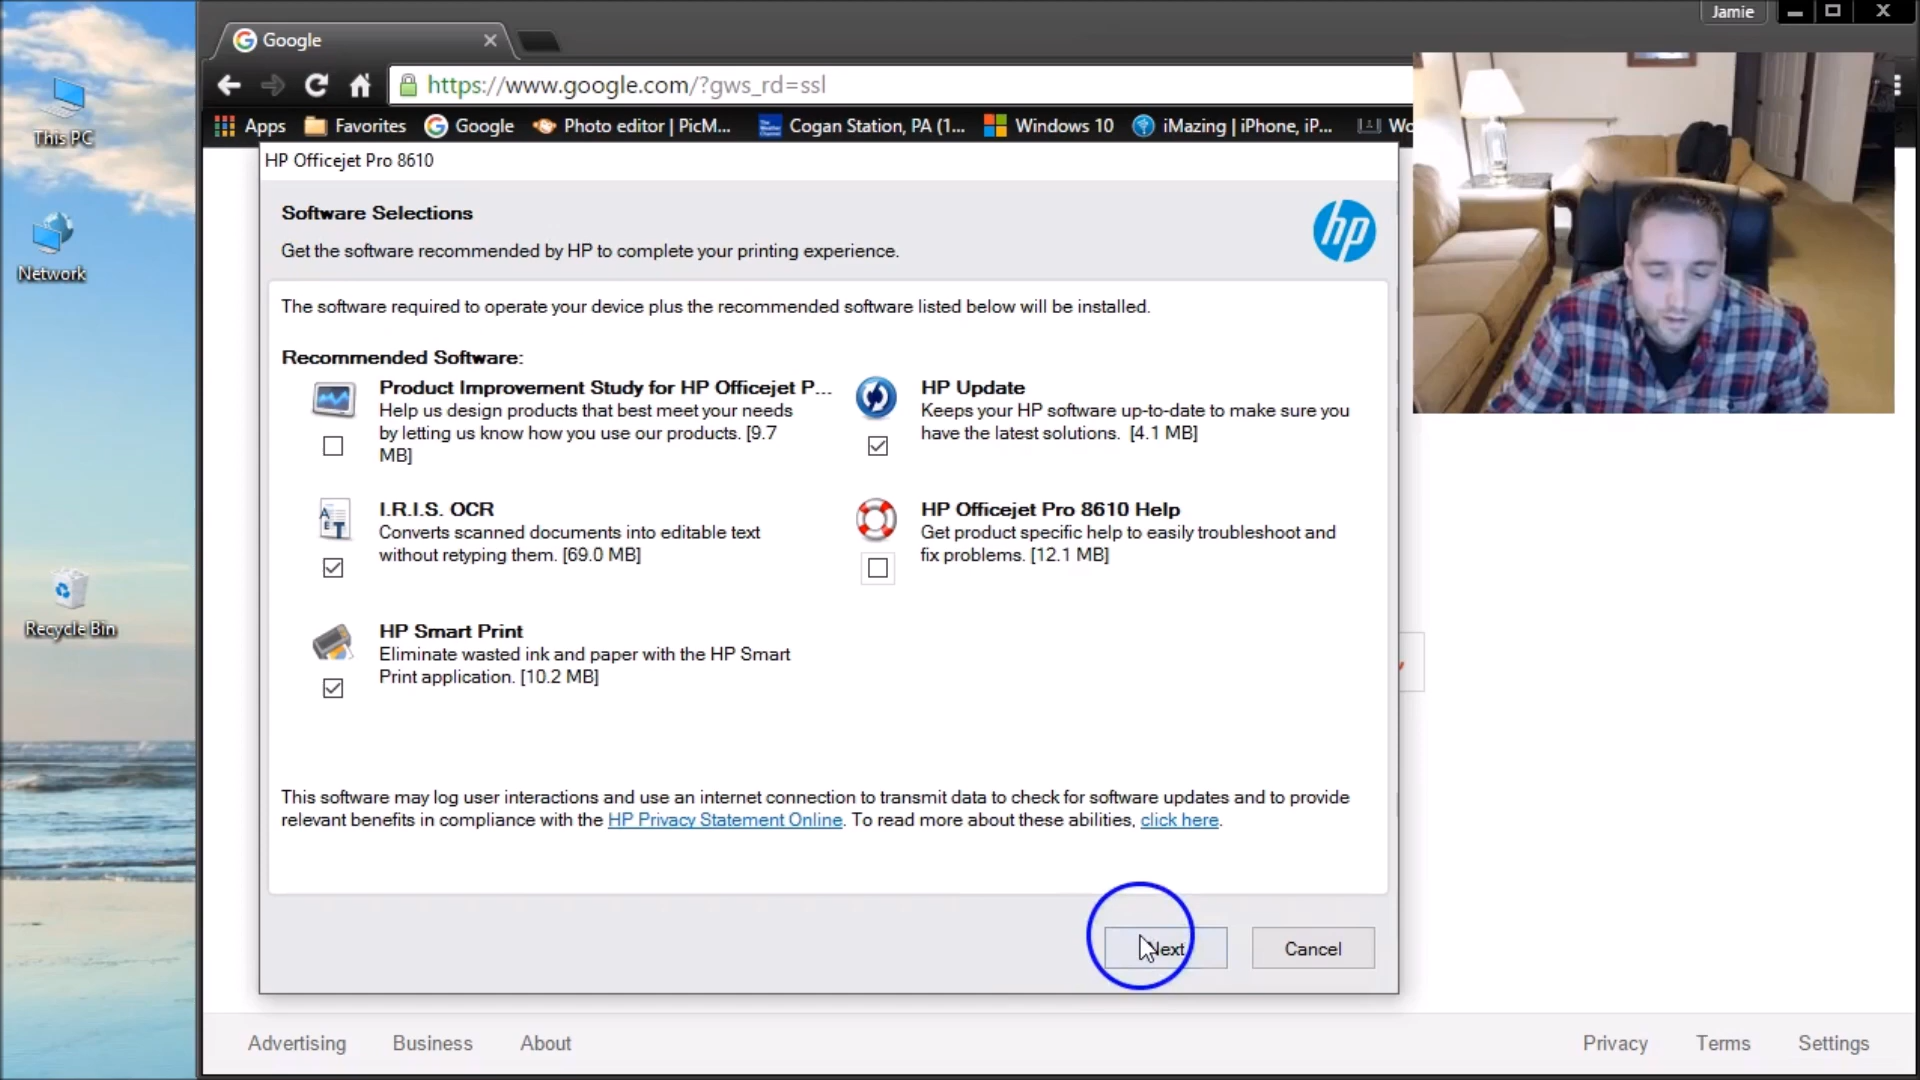 Jamie
Google
https://www.google.com/?gws_rd=ssl
Apps Favorites Google Photo editor | PicM... Cogan Station, PA (1... Windows 10 iMazing | iPhone, iP... Wo
This PC
Network
Recycle Bin
HP Officejet Pro 8610
Software Selections
Get the software recommended by HP to complete your printing experience.
hp
The software required to operate your device plus the recommended software listed below will be installed.
Recommended Software:
Product Improvement Study for HP Officejet P...
Help us design products that best meet your needs
by letting us know how you use our products. [9.7
MB]
HP Update
Keeps your HP software up-to-date to make sure you
have the latest solutions. [4.1 MB]
I.R.I.S. OCR
Converts scanned documents into editable text
without retyping them. [69.0 MB]
HP Officejet Pro 8610 Help
Get product specific help to easily troubleshoot and
fix problems. [12.1 MB]
HP Smart Print
Eliminate wasted ink and paper with the HP Smart
Print application. [10.2 MB]
This software may log user interactions and use an internet connection to transmit data to check for software updates and to provide
relevant benefits in compliance with the HP Privacy Statement Online. To read more about these abilities, click here.
Next
Cancel
Advertising Business About Privacy Terms Settings